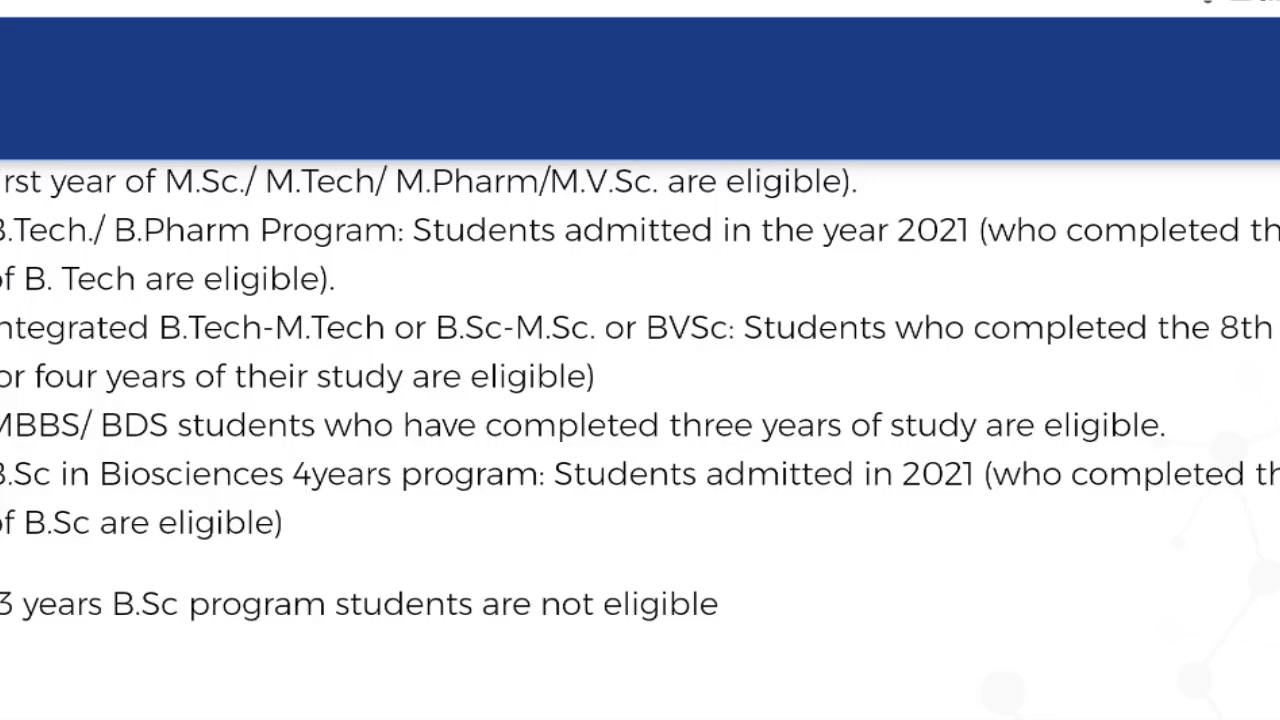 rst year of M.Sc./ M.Tech/ M.Pharm/M.V.Sc. are eligible).
B.Tech./ B.Pharm Program: Students admitted in the year 2021 (who completed th
of B. Tech are eligible).
ntegrated B.Tech-M.Tech or B.Sc-M.Sc. or BVSc: Students who completed the 8th
or four years of their study are eligible)
MBBS/ BDS students who have completed three years of study are eligible.
B.Sc in Biosciences 4years program: Students admitted in 2021 (who completed th
of B.Sc are eligible)
3 years B.Sc program students are not eligible